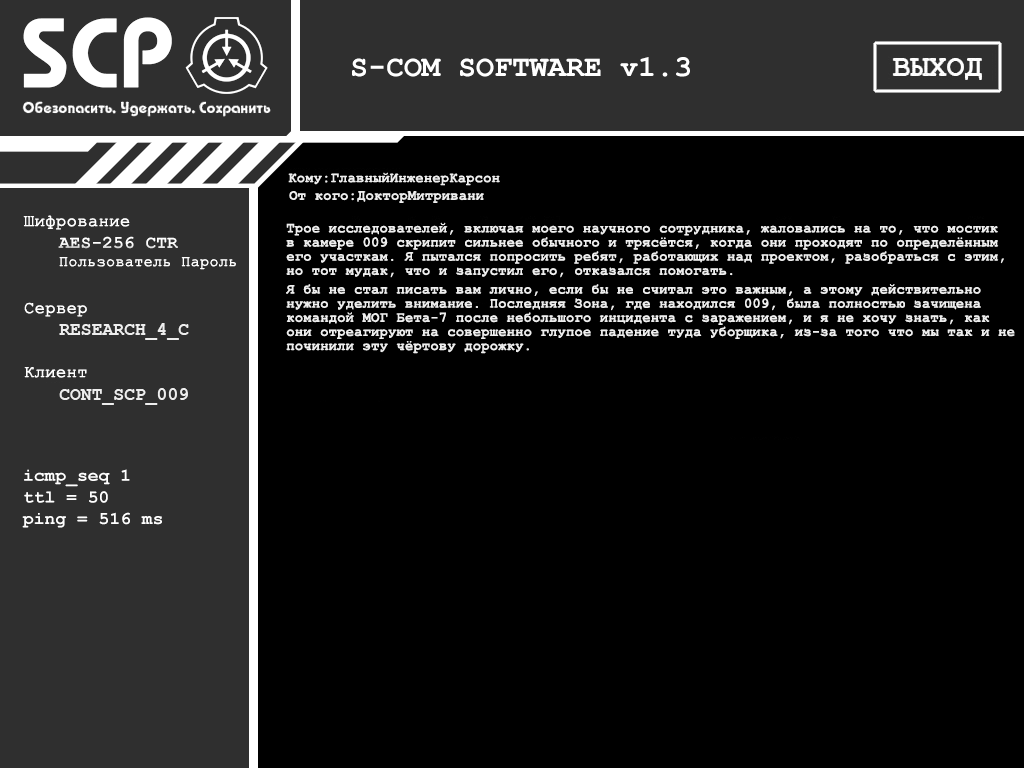 SCP
Обезопасить. Удержать. Сохранить
S-COM SOFTWARE v1.3
ВЫХОД
Шифрование
AES-256 CTR
Пользователь Пароль
Сервер
RESEARCH_4_C
Клиент
CONT_SCP_009
icmp_seq 1
ttl = 50
ping = 516 ms
Кому:ГлавныйИнженерКарсон
От кого:ДокторМитривани
Трое исследователей, включая моего научного сотрудника, жаловались на то, что мостик
в камере 009 скрипит сильнее обычного и трясётся, когда они проходят по определённым
его участкам. Я пытался попросить ребят, работающих над проектом, разобраться с этим,
но тот мудак, что и запустил его, отказался помогать.
Я бы не стал писать вам лично, если бы не считал это важным, а этому действительно
нужно уделить внимание. Последняя Зона, где находился 009, была полностью зачищена
командой МОГ Бета-7 после небольшого инцидента с заражением, и я не хочу знать, как
они отреагируют на совершенно глупое падение туда уборщика, из-за того что мы так и не
починили эту чёртову дорожку.